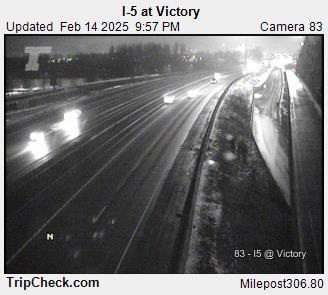 I-5 at Victory
Updated  Feb 14 2025  9:57 PM
Camera 83
T
N
83 - I5 @ Victory
TripCheck.com
Milepost306.80